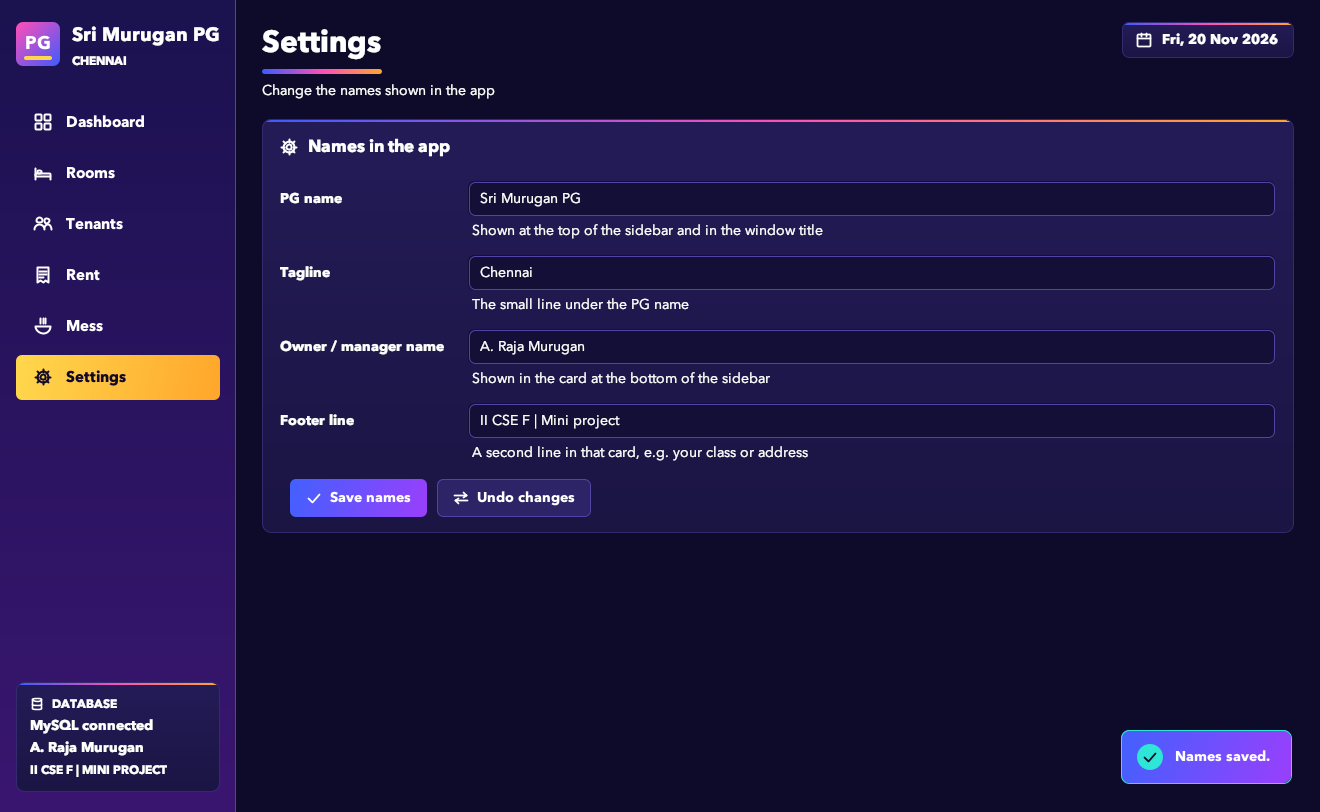 PG
Sri Murugan PG
CHENNAI
Dashboard
Rooms
Tenants
Rent
Mess
Settings
DATABASE
MySQL connected
A. Raja Murugan
II CSE F | MINI PROJECT
Settings
Change the names shown in the app
Fri, 20 Nov 2026
Names in the app
PG name
Sri Murugan PG
Shown at the top of the sidebar and in the window title
Tagline
Chennai
The small line under the PG name
Owner / manager name
A. Raja Murugan
Shown in the card at the bottom of the sidebar
Footer line
II CSE F | Mini project
A second line in that card, e.g. your class or address
Save names
Undo changes
Names saved.